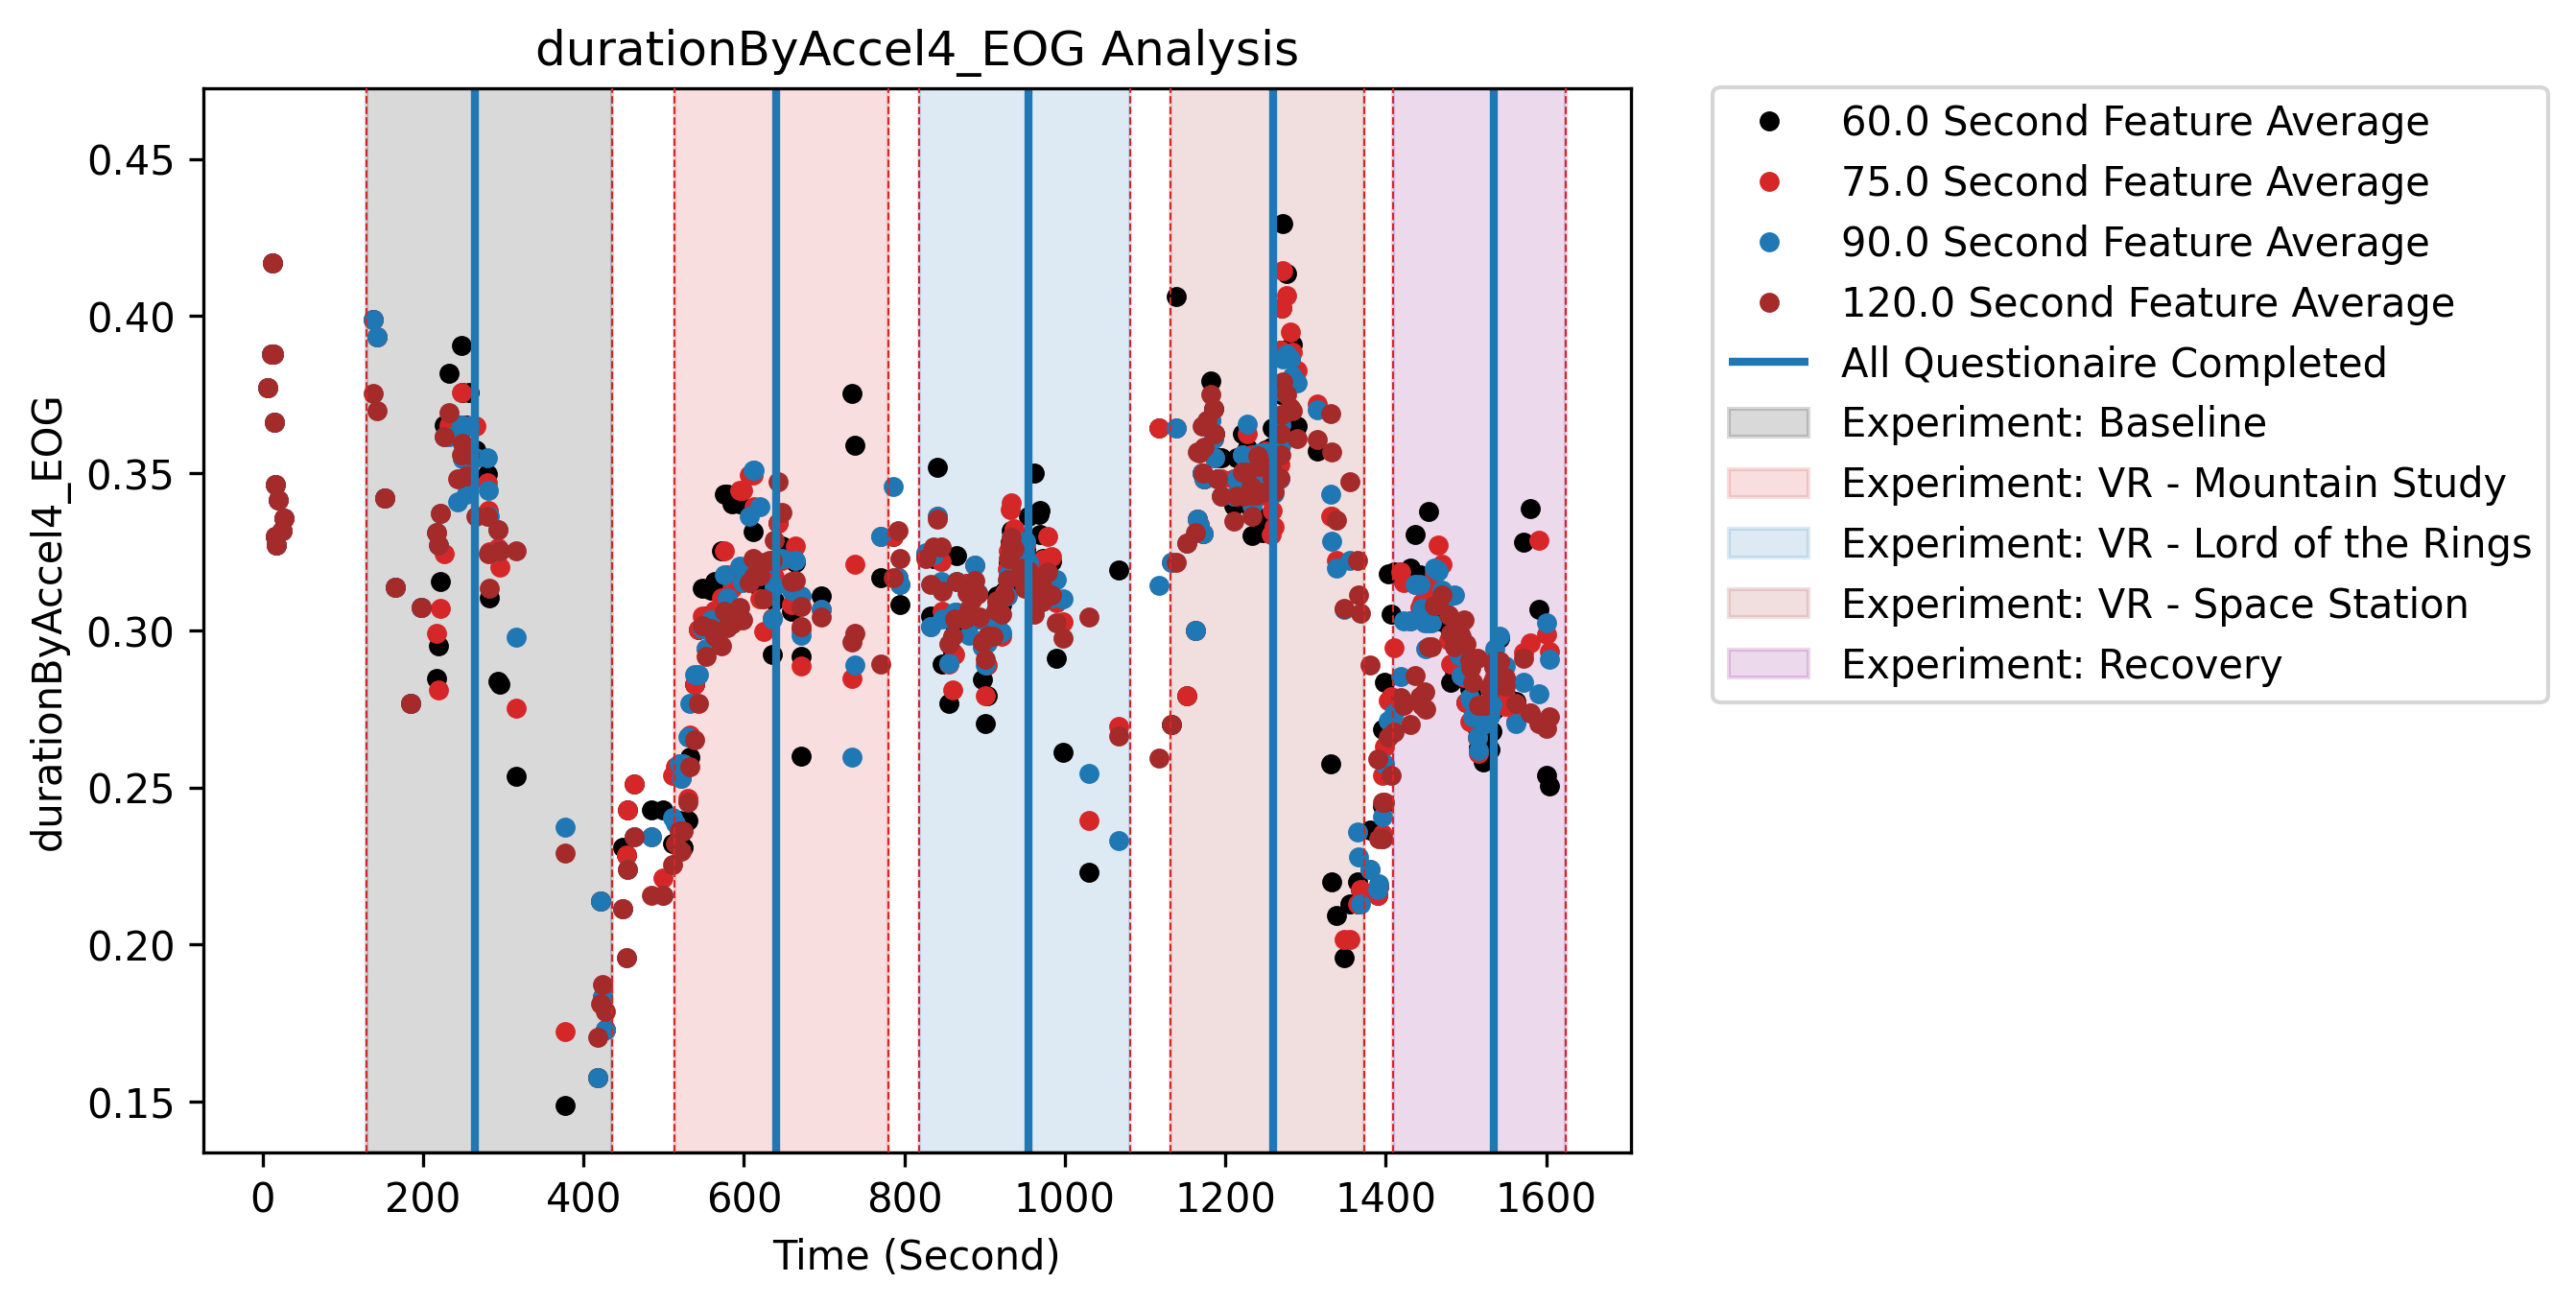 durationByAccel4_EOG Analysis
durationByAccel4_EOG
0.45
0.40
0.35
0.30
0.25
0.20
0.15
0 200 400 600 800 1000 1200 1400 1600
Time (Second)
60.0 Second Feature Average
75.0 Second Feature Average
90.0 Second Feature Average
120.0 Second Feature Average
All Questionaire Completed
Experiment: Baseline
Experiment: VR - Mountain Study
Experiment: VR - Lord of the Rings
Experiment: VR - Space Station
Experiment: Recovery